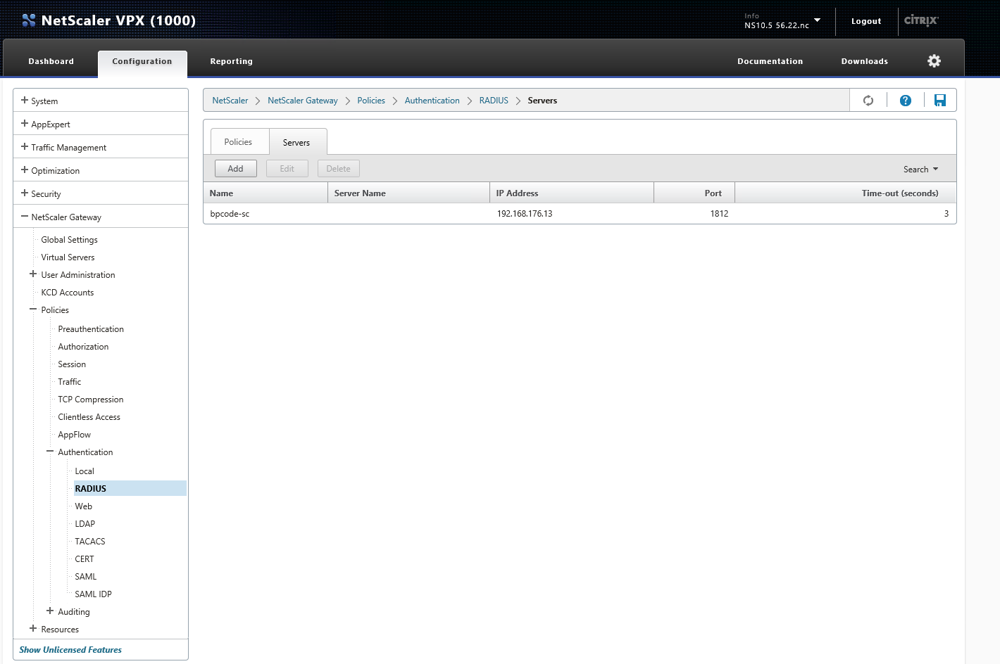 NetScaler VPX (1000)
Info
NS10.5 56.22.nc
Logout
CİTRIX
Dashboard
Configuration
Reporting
Documentation
Downloads
System
AppExpert
Traffic Management
Optimization
Security
NetScaler Gateway
Global Settings
Virtual Servers
User Administration
KCD Accounts
Policies
Preauthentication
Authorization
Session
Traffic
TCP Compression
Clientless Access
AppFlow
Authentication
Local
RADIUS
Web
LDAP
TACACS
CERT
SAML
SAML IDP
Auditing
Resources
Show Unlicensed Features
NetScaler > NetScaler Gateway > Policies > Authentication > RADIUS > Servers
Policies
Servers
Add Edit Delete
Search
Name Server Name IP Address Port Time-out (seconds)
bpcode-sc 192.168.176.13 1812 3